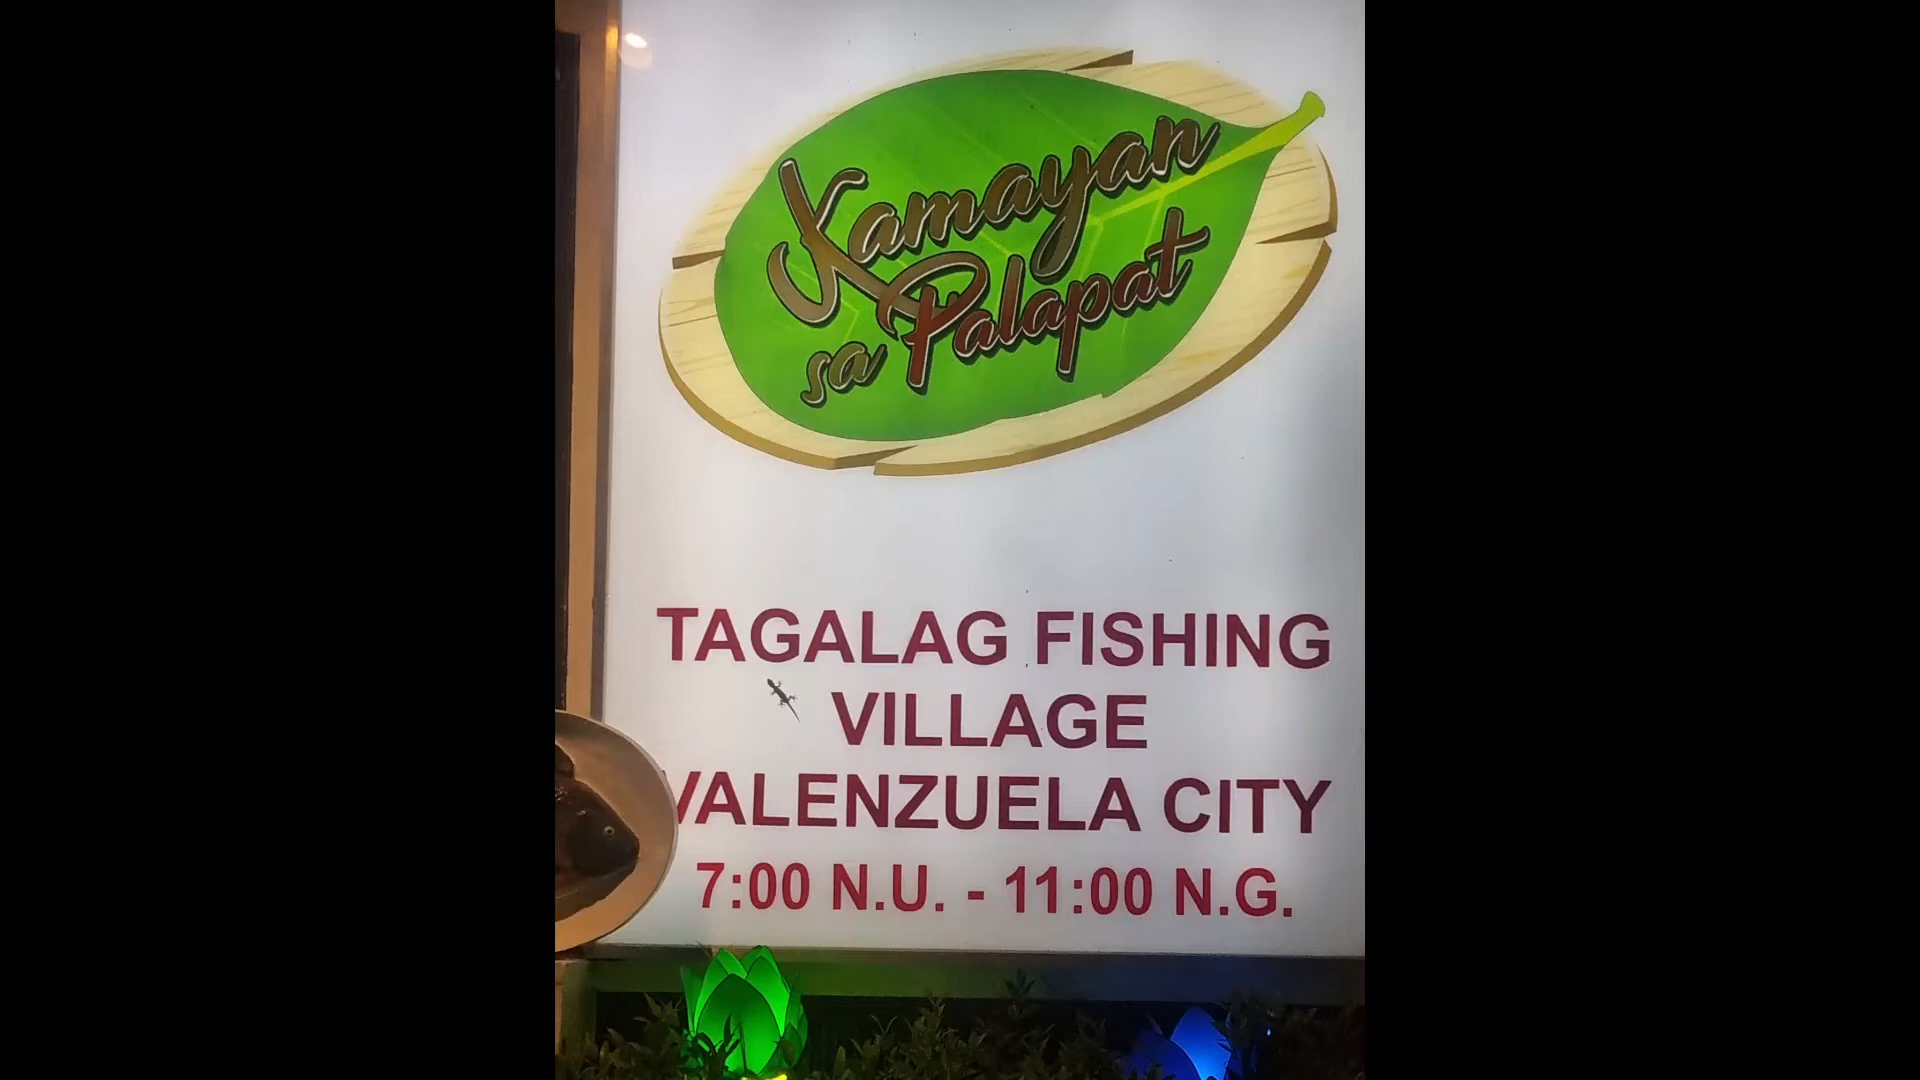 Kamayan
sa Palapat
TAGALAG FISHING
VILLAGE
VALENZUELA CITY
7:00 N.U. - 11:00 N.G.